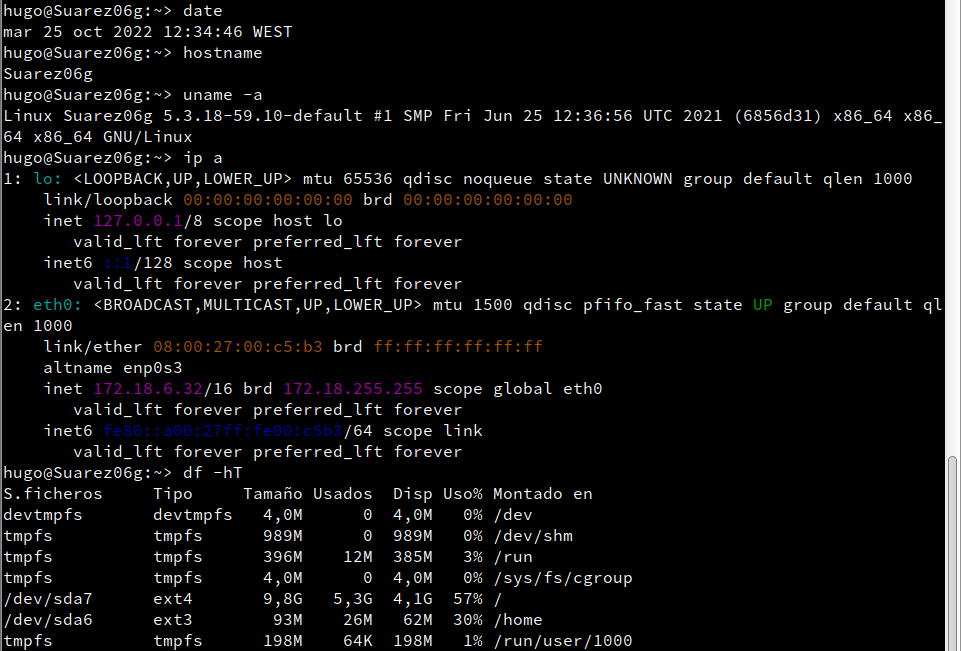 hugo@Suarez06g:~> date
mar 25 oct 2022 12:34:46 WEST
hugo@Suarez06g:~> hostname
Suarez06g
hugo@Suarez06g:~> uname -a
Linux Suarez06g 5.3.18-59.10-default #1 SMP Fri Jun 25 12:36:56 UTC 2021 (6856d31) x86_64 x86_
64 x86_64 GNU/Linux
hugo@Suarez06g:~> ip a
1: lo: <LOOPBACK,UP,LOWER_UP> mtu 65536 qdisc noqueue state UNKNOWN group default qlen 1000
    link/loopback 00:00:00:00:00:00 brd 00:00:00:00:00:00
    inet 127.0.0.1/8 scope host lo
       valid_lft forever preferred_lft forever
    inet6 ::1/128 scope host
       valid_lft forever preferred_lft forever
2: eth0: <BROADCAST,MULTICAST,UP,LOWER_UP> mtu 1500 qdisc pfifo_fast state UP group default ql
en 1000
    link/ether 08:00:27:00:c5:b3 brd ff:ff:ff:ff:ff:ff
    altname enp0s3
    inet 172.18.6.32/16 brd 172.18.255.255 scope global eth0
       valid_lft forever preferred_lft forever
    inet6 fe80::a00:27ff:fe00:c5b3/64 scope link
       valid_lft forever preferred_lft forever
hugo@Suarez06g:~> df -hT
S.ficheros     Tipo     Tamaño Usados  Disp Uso% Montado en
devtmpfs       devtmpfs   4,0M      0  4,0M   0% /dev
tmpfs          tmpfs      989M      0  989M   0% /dev/shm
tmpfs          tmpfs      396M    12M  385M   3% /run
tmpfs          tmpfs      4,0M      0  4,0M   0% /sys/fs/cgroup
/dev/sda7      ext4       9,8G   5,3G  4,1G  57% /
/dev/sda6      ext3        93M    26M   62M  30% /home
tmpfs          tmpfs      198M    64K  198M   1% /run/user/1000